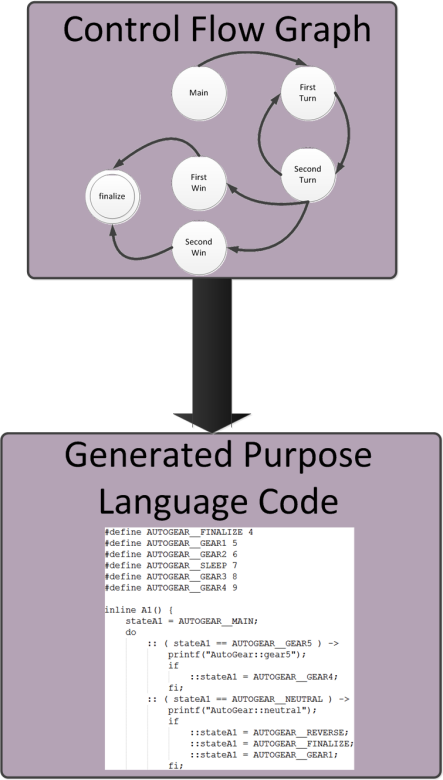 Control Flow Graph
Main
First
Turn
Second
Turn
First
Win
finalize
Second
Win
Generated Purpose
Language Code
#define AUTOGEAR__FINALIZE 4
#define AUTOGEAR__GEAR1 5
#define AUTOGEAR__GEAR2 6
#define AUTOGEAR__SLEEP 7
#define AUTOGEAR__GEAR3 8
#define AUTOGEAR__GEAR4 9
inline A1() {
stateA1 = AUTOGEAR__MAIN;
do
:: ( stateA1 == AUTOGEAR__GEAR5 ) ->
printf("AutoGear::gear5");
if
::stateA1 = AUTOGEAR__GEAR4;
fi;
:: ( stateA1 == AUTOGEAR__NEUTRAL ) ->
printf("AutoGear::neutral");
if
::stateA1 = AUTOGEAR__REVERSE;
::stateA1 = AUTOGEAR__FINALIZE;
::stateA1 = AUTOGEAR__GEAR1;
fi;